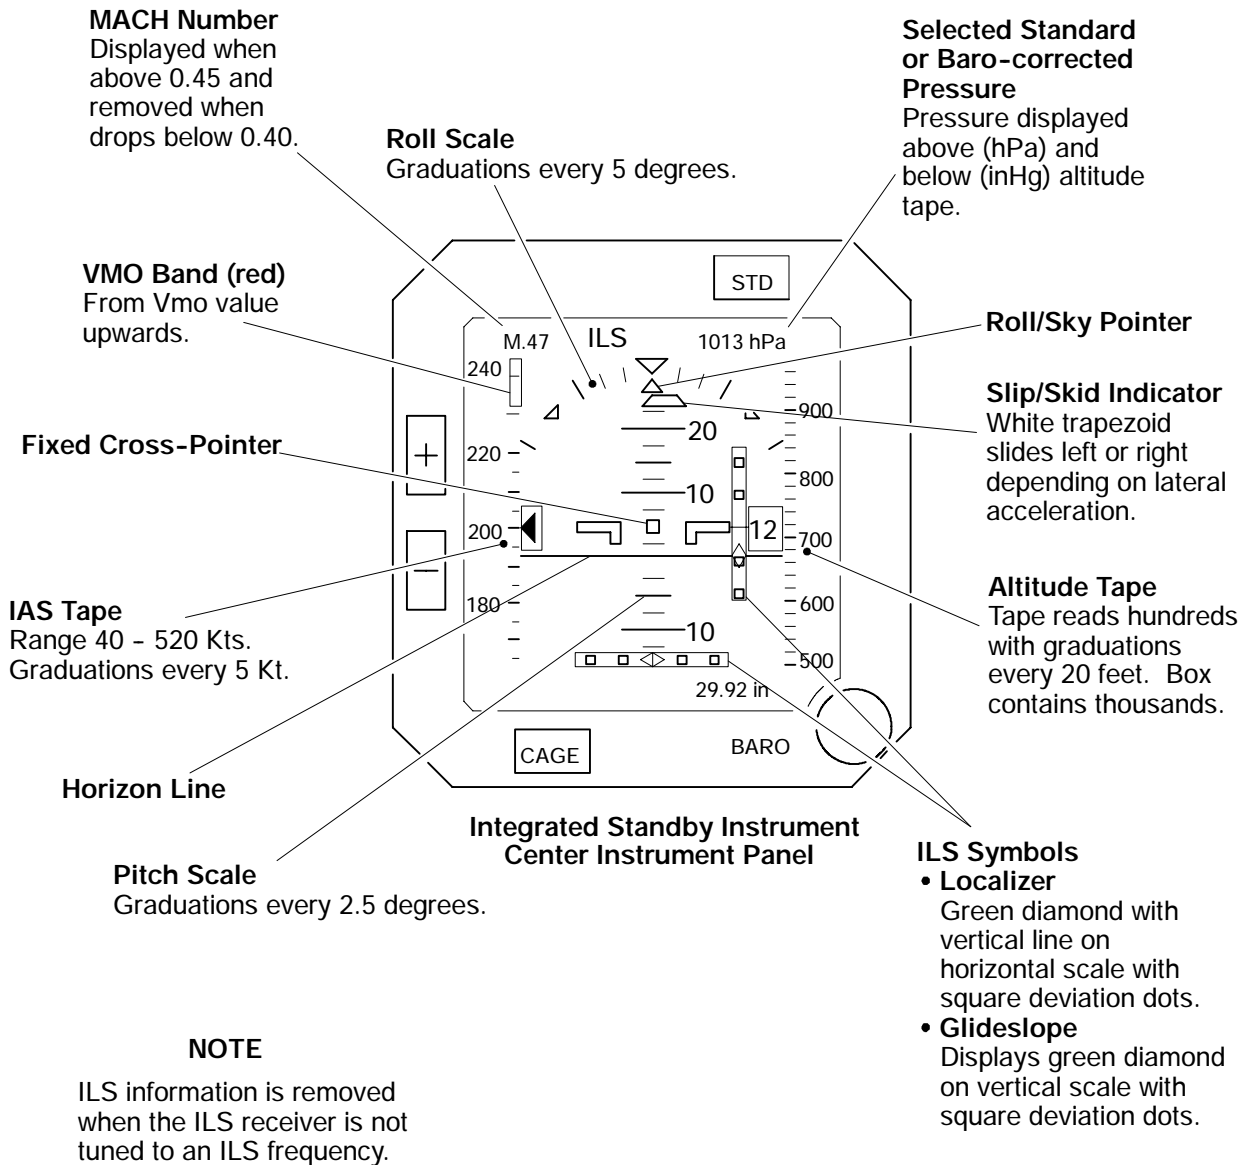 MACH Number
Displayed when
above 0.45 and
removed when
drops below 0.40.
Roll Scale
Graduations every 5 degrees.
Selected Standard
or Baro-corrected
Pressure
Pressure displayed
above (hPa) and
below (inHg) altitude
tape.
VMO Band (red)
From Vmo value
upwards.
Fixed Cross-Pointer
IAS Tape
Range 40 - 520 Kts.
Graduations every 5 Kt.
Horizon Line
Pitch Scale
Graduations every 2.5 degrees.
STD
M.47
ILS
1013 hPa
240
220
200
180
20
10
10
12
900
800
700
600
500
29.92 in
+
–
CAGE
BARO
Integrated Standby Instrument
Center Instrument Panel
Roll/Sky Pointer
Slip/Skid Indicator
White trapezoid
slides left or right
depending on lateral
acceleration.
Altitude Tape
Tape reads hundreds
with graduations
every 20 feet. Box
contains thousands.
ILS Symbols
• Localizer
Green diamond with
vertical line on
horizontal scale with
square deviation dots.
• Glideslope
Displays green diamond
on vertical scale with
square deviation dots.
NOTE
ILS information is removed
when the ILS receiver is not
tuned to an ILS frequency.